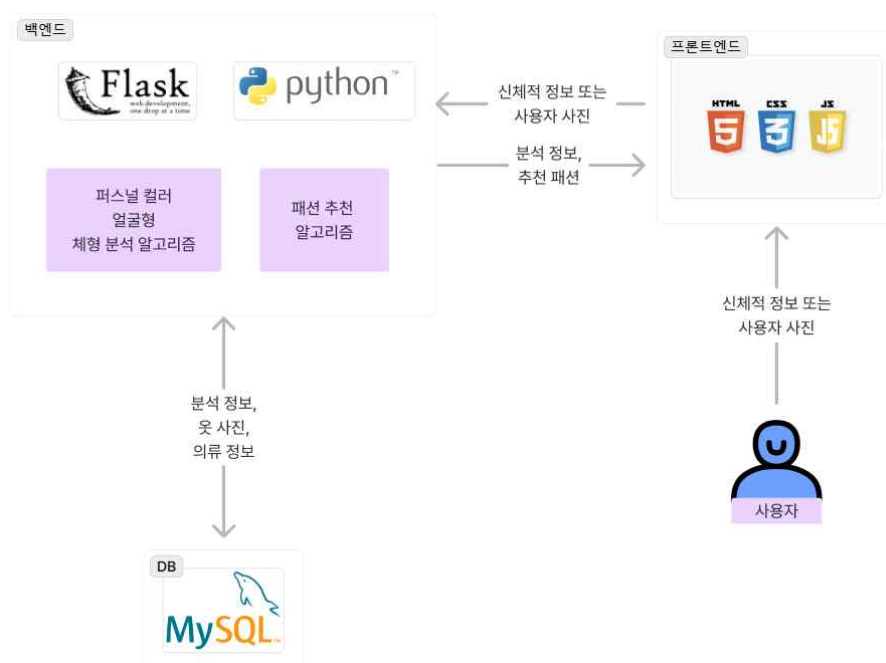 백엔드
Flask
web development,
one drop at a time
python™
퍼스널 컬러
얼굴형
체형 분석 알고리즘
패션 추천
알고리즘
신체적 정보 또는
사용자 사진
분석 정보,
추천 패션
프론트엔드
HTML
CSS
JS
5
3
JS
신체적 정보 또는
사용자 사진
사용자
분석 정보,
옷 사진,
의류 정보
DB
MySQL™